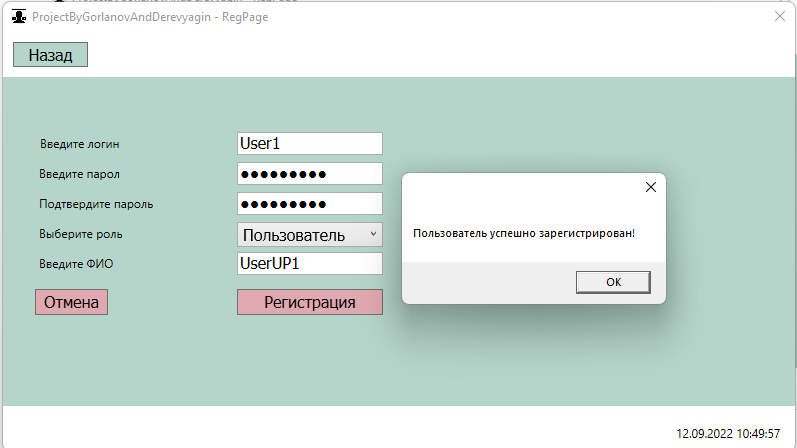 ProjectByGorlanovAndDerevyagin - RegPage
Назад
Введите логин
User1
Введите парол
●●●●●●●●●
Подтвердите пароль
●●●●●●●●●
Выберите роль
Пользователь
Введите ФИО
UserUP1
Отмена
Регистрация
Пользователь успешно зарегистрирован!
OK
12.09.2022 10:49:57